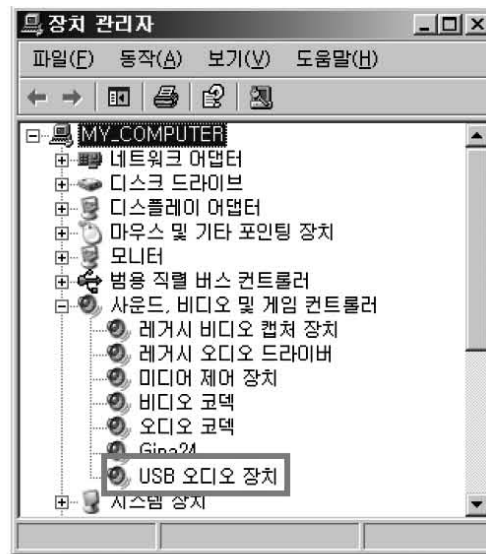 장치 관리자
파일(F) 동작(A) 보기(V) 도움말(H)
MY_COMPUTER
네트워크 어댑터
디스크 드라이브
디스플레이 어댑터
마우스 및 기타 포인팅 장치
모니터
범용 직렬 버스 컨트롤러
사운드, 비디오 및 게임 컨트롤러
레거시 비디오 캡처 장치
레거시 오디오 드라이버
미디어 제어 장치
비디오 코덱
오디오 코덱
Gina24
USB 오디오 장치
시스템 장치